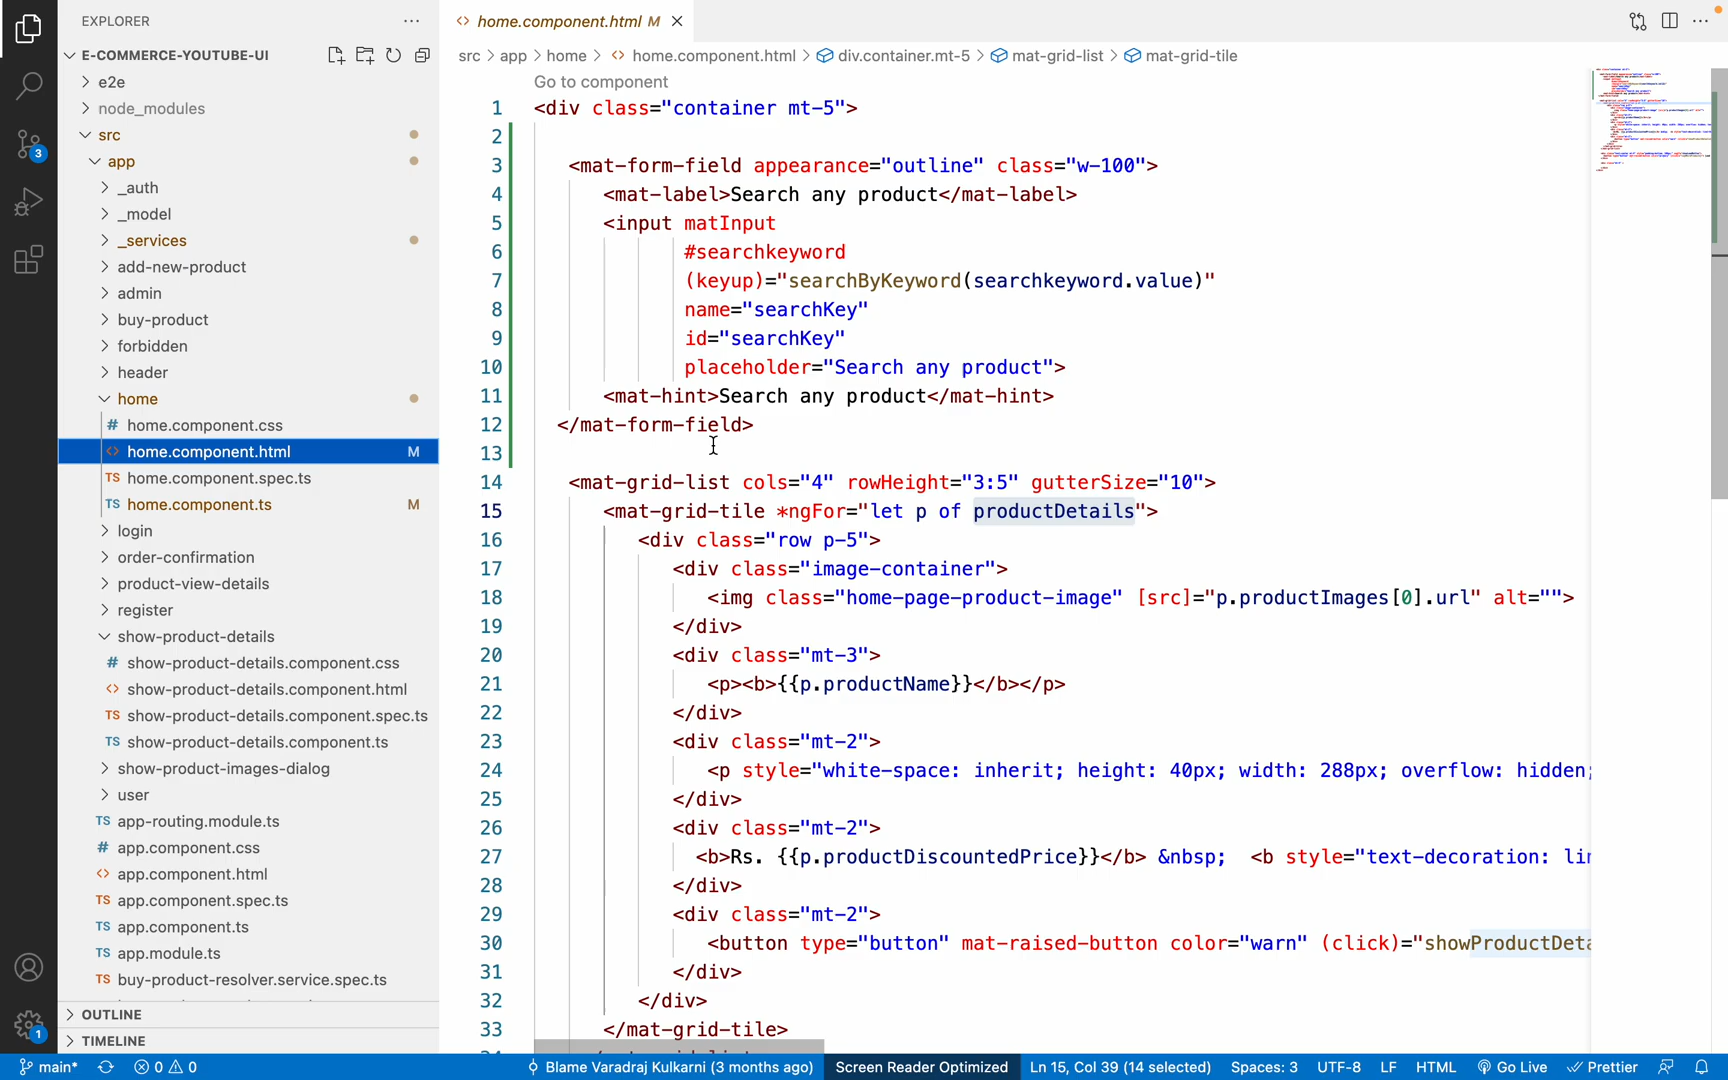 EXPLORER
E-COMMERCE-YOUTUBE-UI
e2e
node_modules
src
app
_auth
_model
_services
add-new-product
admin
buy-product
forbidden
header
home
# home.component.css
<> home.component.html M
TS home.component.spec.ts
TS home.component.ts M
login
order-confirmation
product-view-details
register
show-product-details
# show-product-details.component.css
<> show-product-details.component.html
TS show-product-details.component.spec.ts
TS show-product-details.component.ts
show-product-images-dialog
user
TS app-routing.module.ts
# app.component.css
<> app.component.html
TS app.component.spec.ts
TS app.component.ts
TS app.module.ts
TS buy-product-resolver.service.spec.ts
OUTLINE
TIMELINE
3
1
<> home.component.html M
src > app > home > <> home.component.html > div.container.mt-5 > mat-grid-list > mat-grid-tile
Go to component
1 <div class="container mt-5">
2
3 <mat-form-field appearance="outline" class="w-100">
4 <mat-label>Search any product</mat-label>
5 <input matInput
6 #searchkeyword
7 (keyup)="searchByKeyword(searchkeyword.value)"
8 name="searchKey"
9 id="searchKey"
10 placeholder="Search any product">
11 <mat-hint>Search any product</mat-hint>
12 </mat-form-field>
13
14 <mat-grid-list cols="4" rowHeight="3:5" gutterSize="10">
15 <mat-grid-tile *ngFor="let p of productDetails">
16 <div class="row p-5">
17 <div class="image-container">
18 <img class="home-page-product-image" [src]="p.productImages[0].url" alt="">
19 </div>
20 <div class="mt-3">
21 <p><b>{{p.productName}}</b></p>
22 </div>
23 <div class="mt-2">
24 <p style="white-space: inherit; height: 40px; width: 288px; overflow: hidden;
25 </div>
26 <div class="mt-2">
27 <b>Rs. {{p.productDiscountedPrice}}</b> &nbsp; <b style="text-decoration: lin
28 </div>
29 <div class="mt-2">
30 <button type="button" mat-raised-button color="warn" (click)="showProductDeta
31 </div>
32 </div>
33 </mat-grid-tile>
main* 0 0 Blame Varadraj Kulkarni (3 months ago) Screen Reader Optimized Ln 15, Col 39 (14 selected) Spaces: 3 UTF-8 LF HTML Go Live Prettier